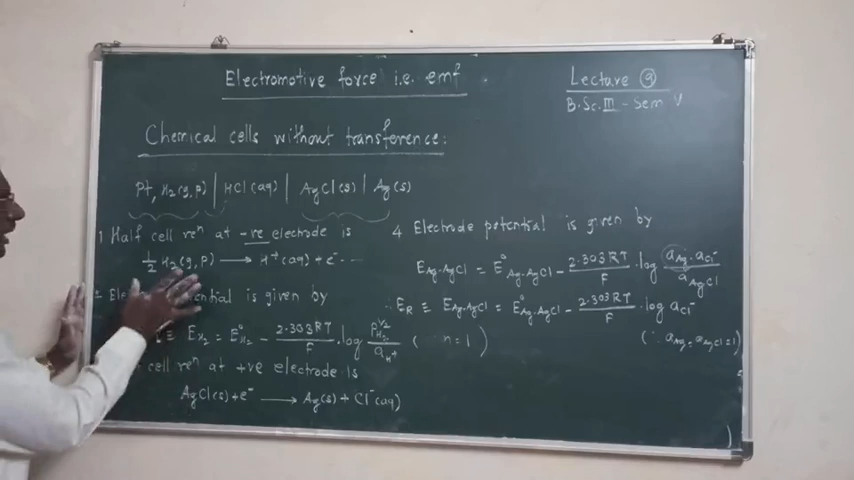 Electromotive force i.e. emf
Lecture 9
B.Sc. III - Sem V
Chemical cells without transference:
Pt, H₂(g,p) | HCl(aq) | AgCl(s) | Ag(s)
1 Half cell reⁿ at -ve electrode is
½ H₂(g,p) ⟶ H⁺(aq) + e⁻ ...
is given by
≡ E_H₂ = E°_H₂ - 2.303RT/F · log p_H₂^½/a_H⁺ ( n=1 )
cell reⁿ at +ve electrode is
AgCl(s) + e⁻ ⟶ Ag(s) + Cl⁻(aq)
4 Electrode potential is given by
E_Ag-AgCl = E°_Ag-AgCl - 2.303RT/F · log a_Ag · a_Cl⁻/a_AgCl
∴ E_R ≡ E_Ag-AgCl = E°_Ag-AgCl - 2.303RT/F · log a_Cl⁻
(∵ a_Ag = a_AgCl = 1)